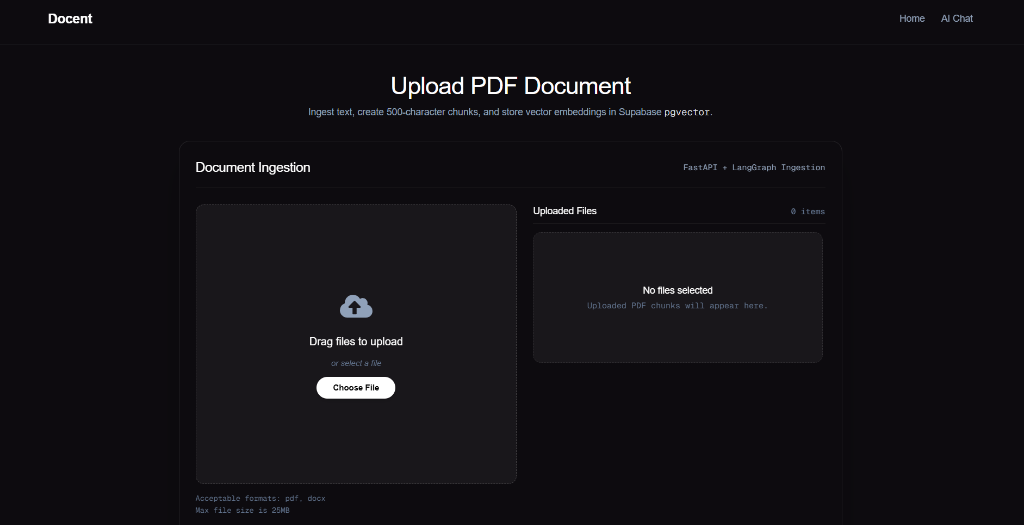 Docent
Home
AI Chat
Upload PDF Document
Ingest text, create 500-character chunks, and store vector embeddings in Supabase pgvector.
Document Ingestion
FastAPI + LangGraph Ingestion
Drag files to upload
or select a file
Choose File
Acceptable formats: pdf, docx
Max file size is 25MB
Uploaded Files
0 items
No files selected
Uploaded PDF chunks will appear here.